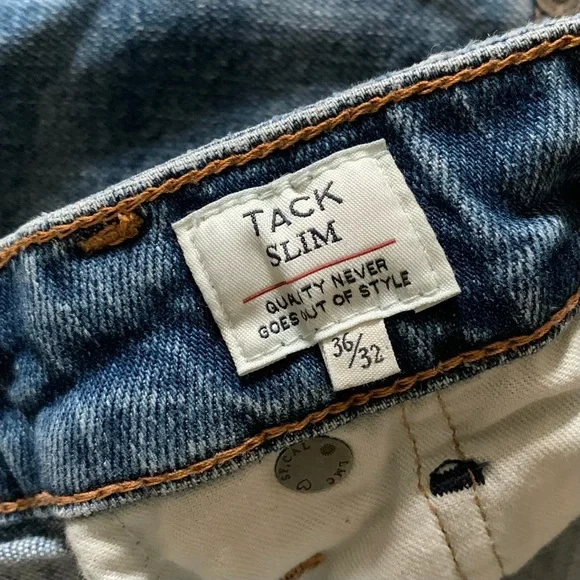 TACK
SLIM
QUALITY NEVER
GOES OUT OF STYLE
36/32